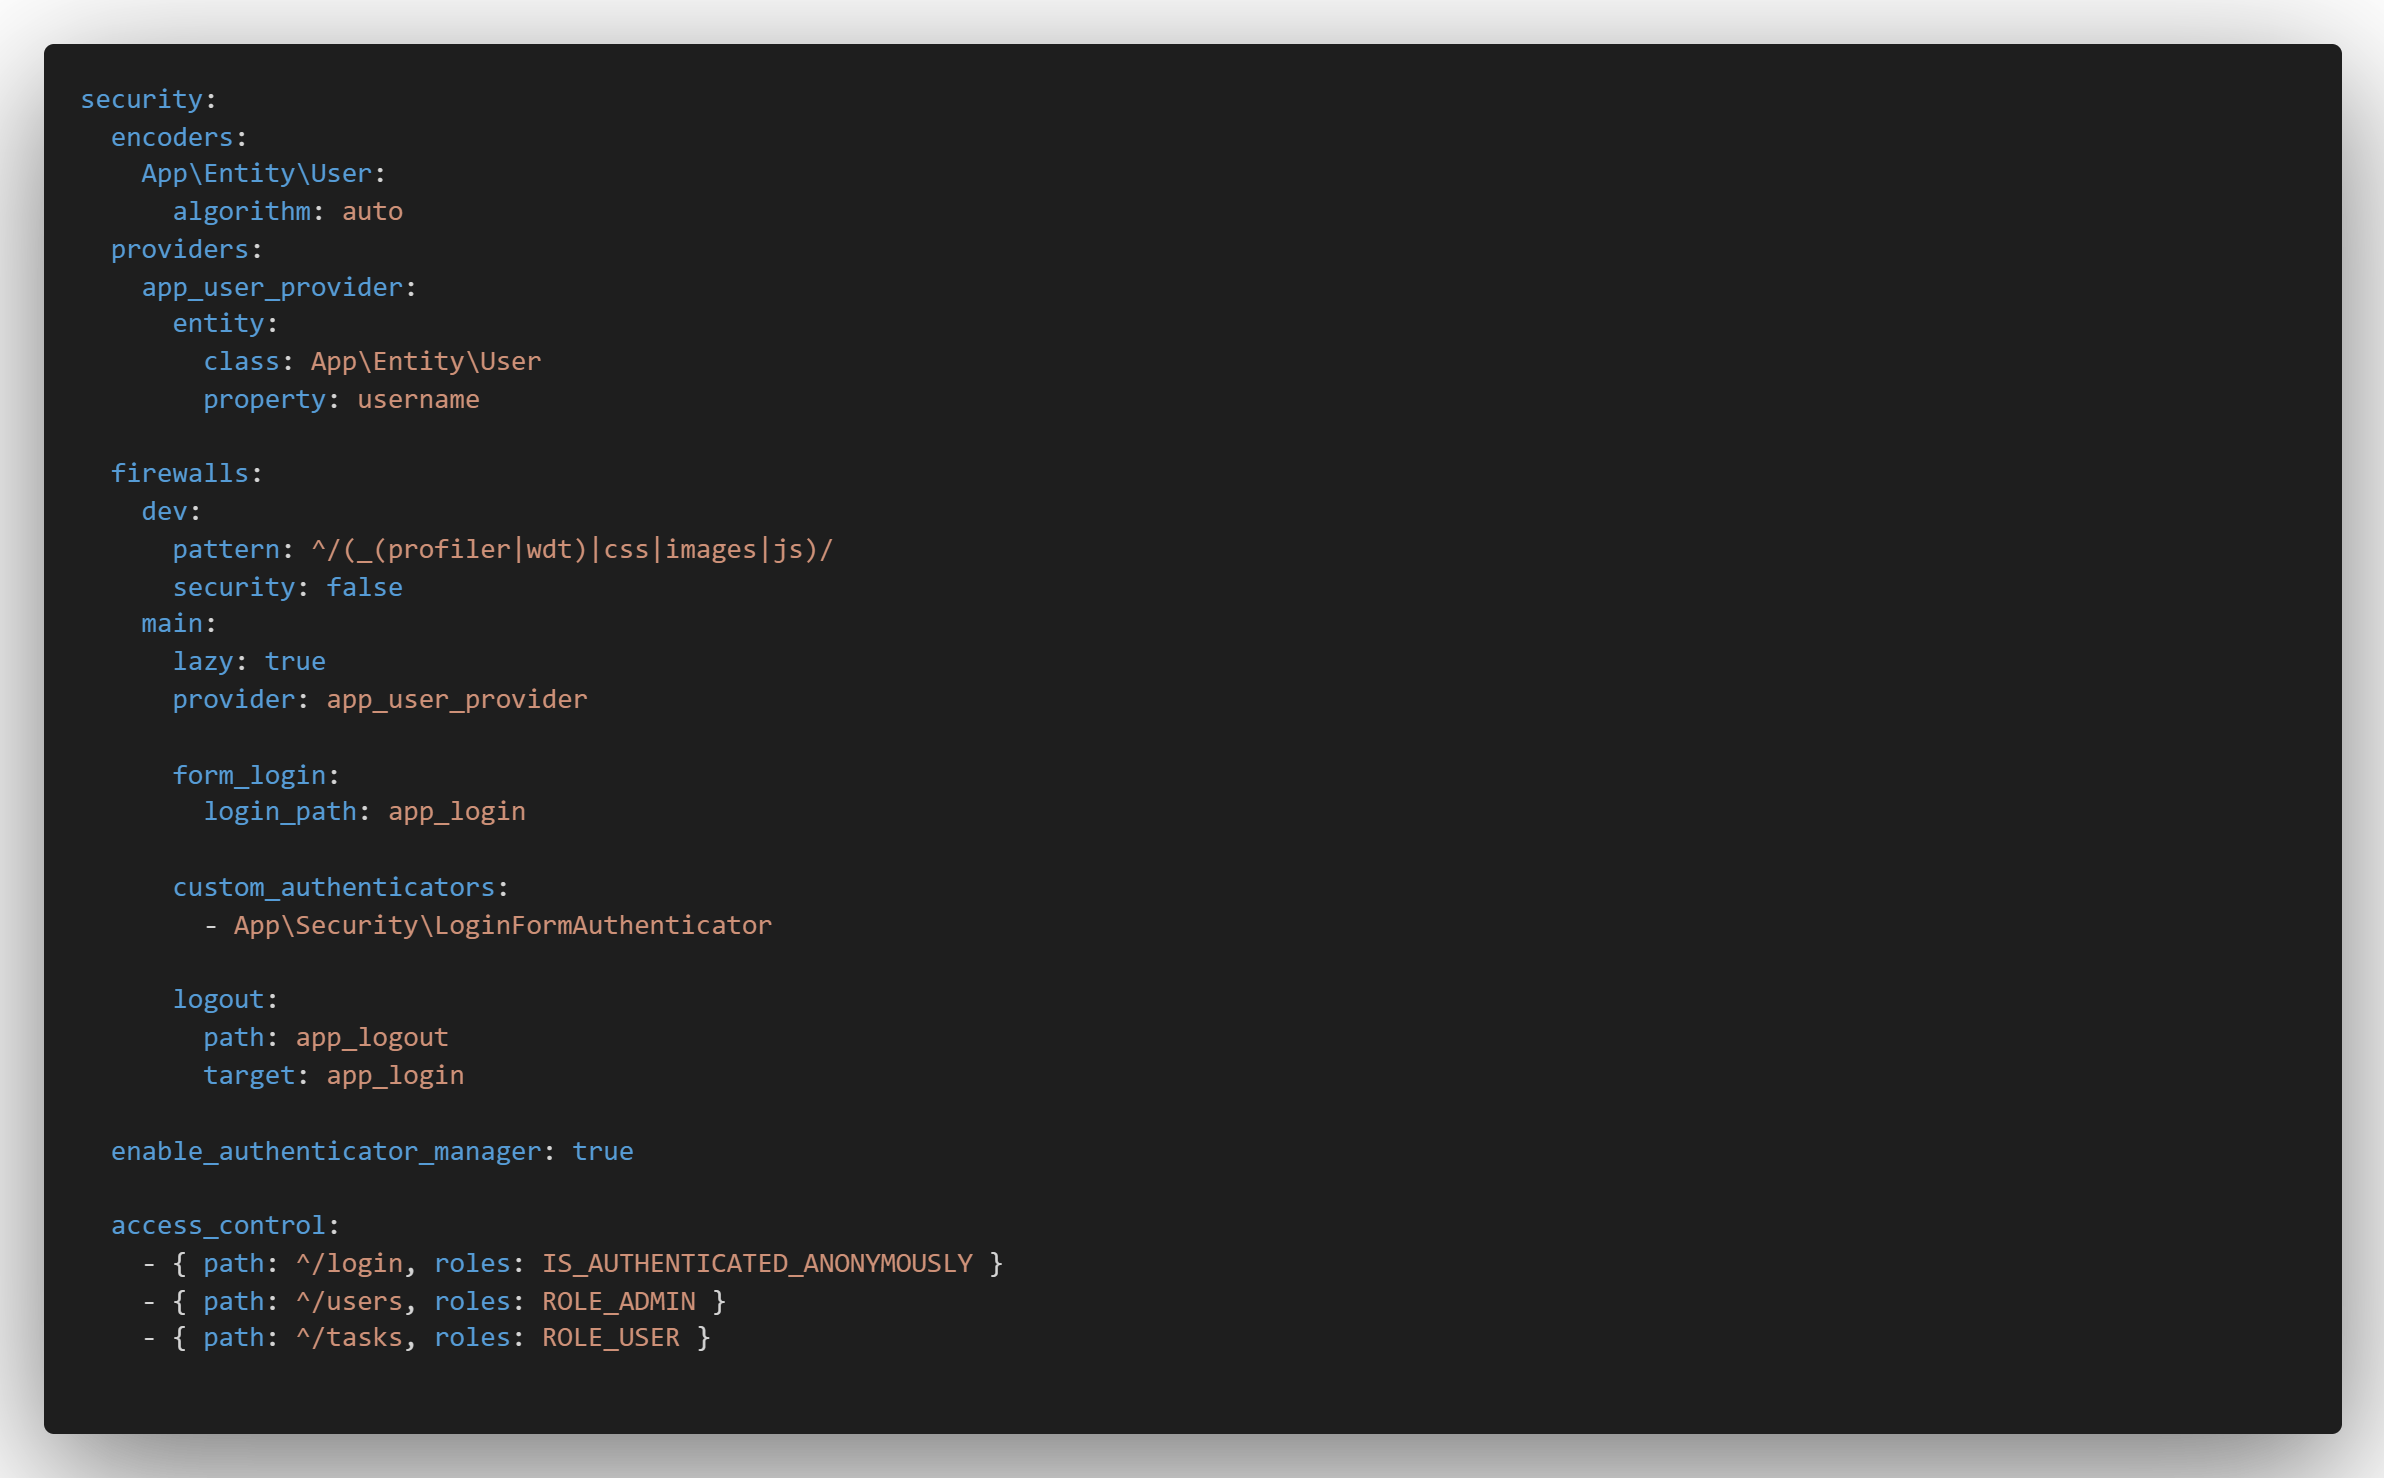 security:
  encoders:
    App\Entity\User:
      algorithm: auto
  providers:
    app_user_provider:
      entity:
        class: App\Entity\User
        property: username

  firewalls:
    dev:
      pattern: ^/(_(profiler|wdt)|css|images|js)/
      security: false
    main:
      lazy: true
      provider: app_user_provider

      form_login:
        login_path: app_login

      custom_authenticators:
        - App\Security\LoginFormAuthenticator

      logout:
        path: app_logout
        target: app_login

  enable_authenticator_manager: true

  access_control:
    - { path: ^/login, roles: IS_AUTHENTICATED_ANONYMOUSLY }
    - { path: ^/users, roles: ROLE_ADMIN }
    - { path: ^/tasks, roles: ROLE_USER }